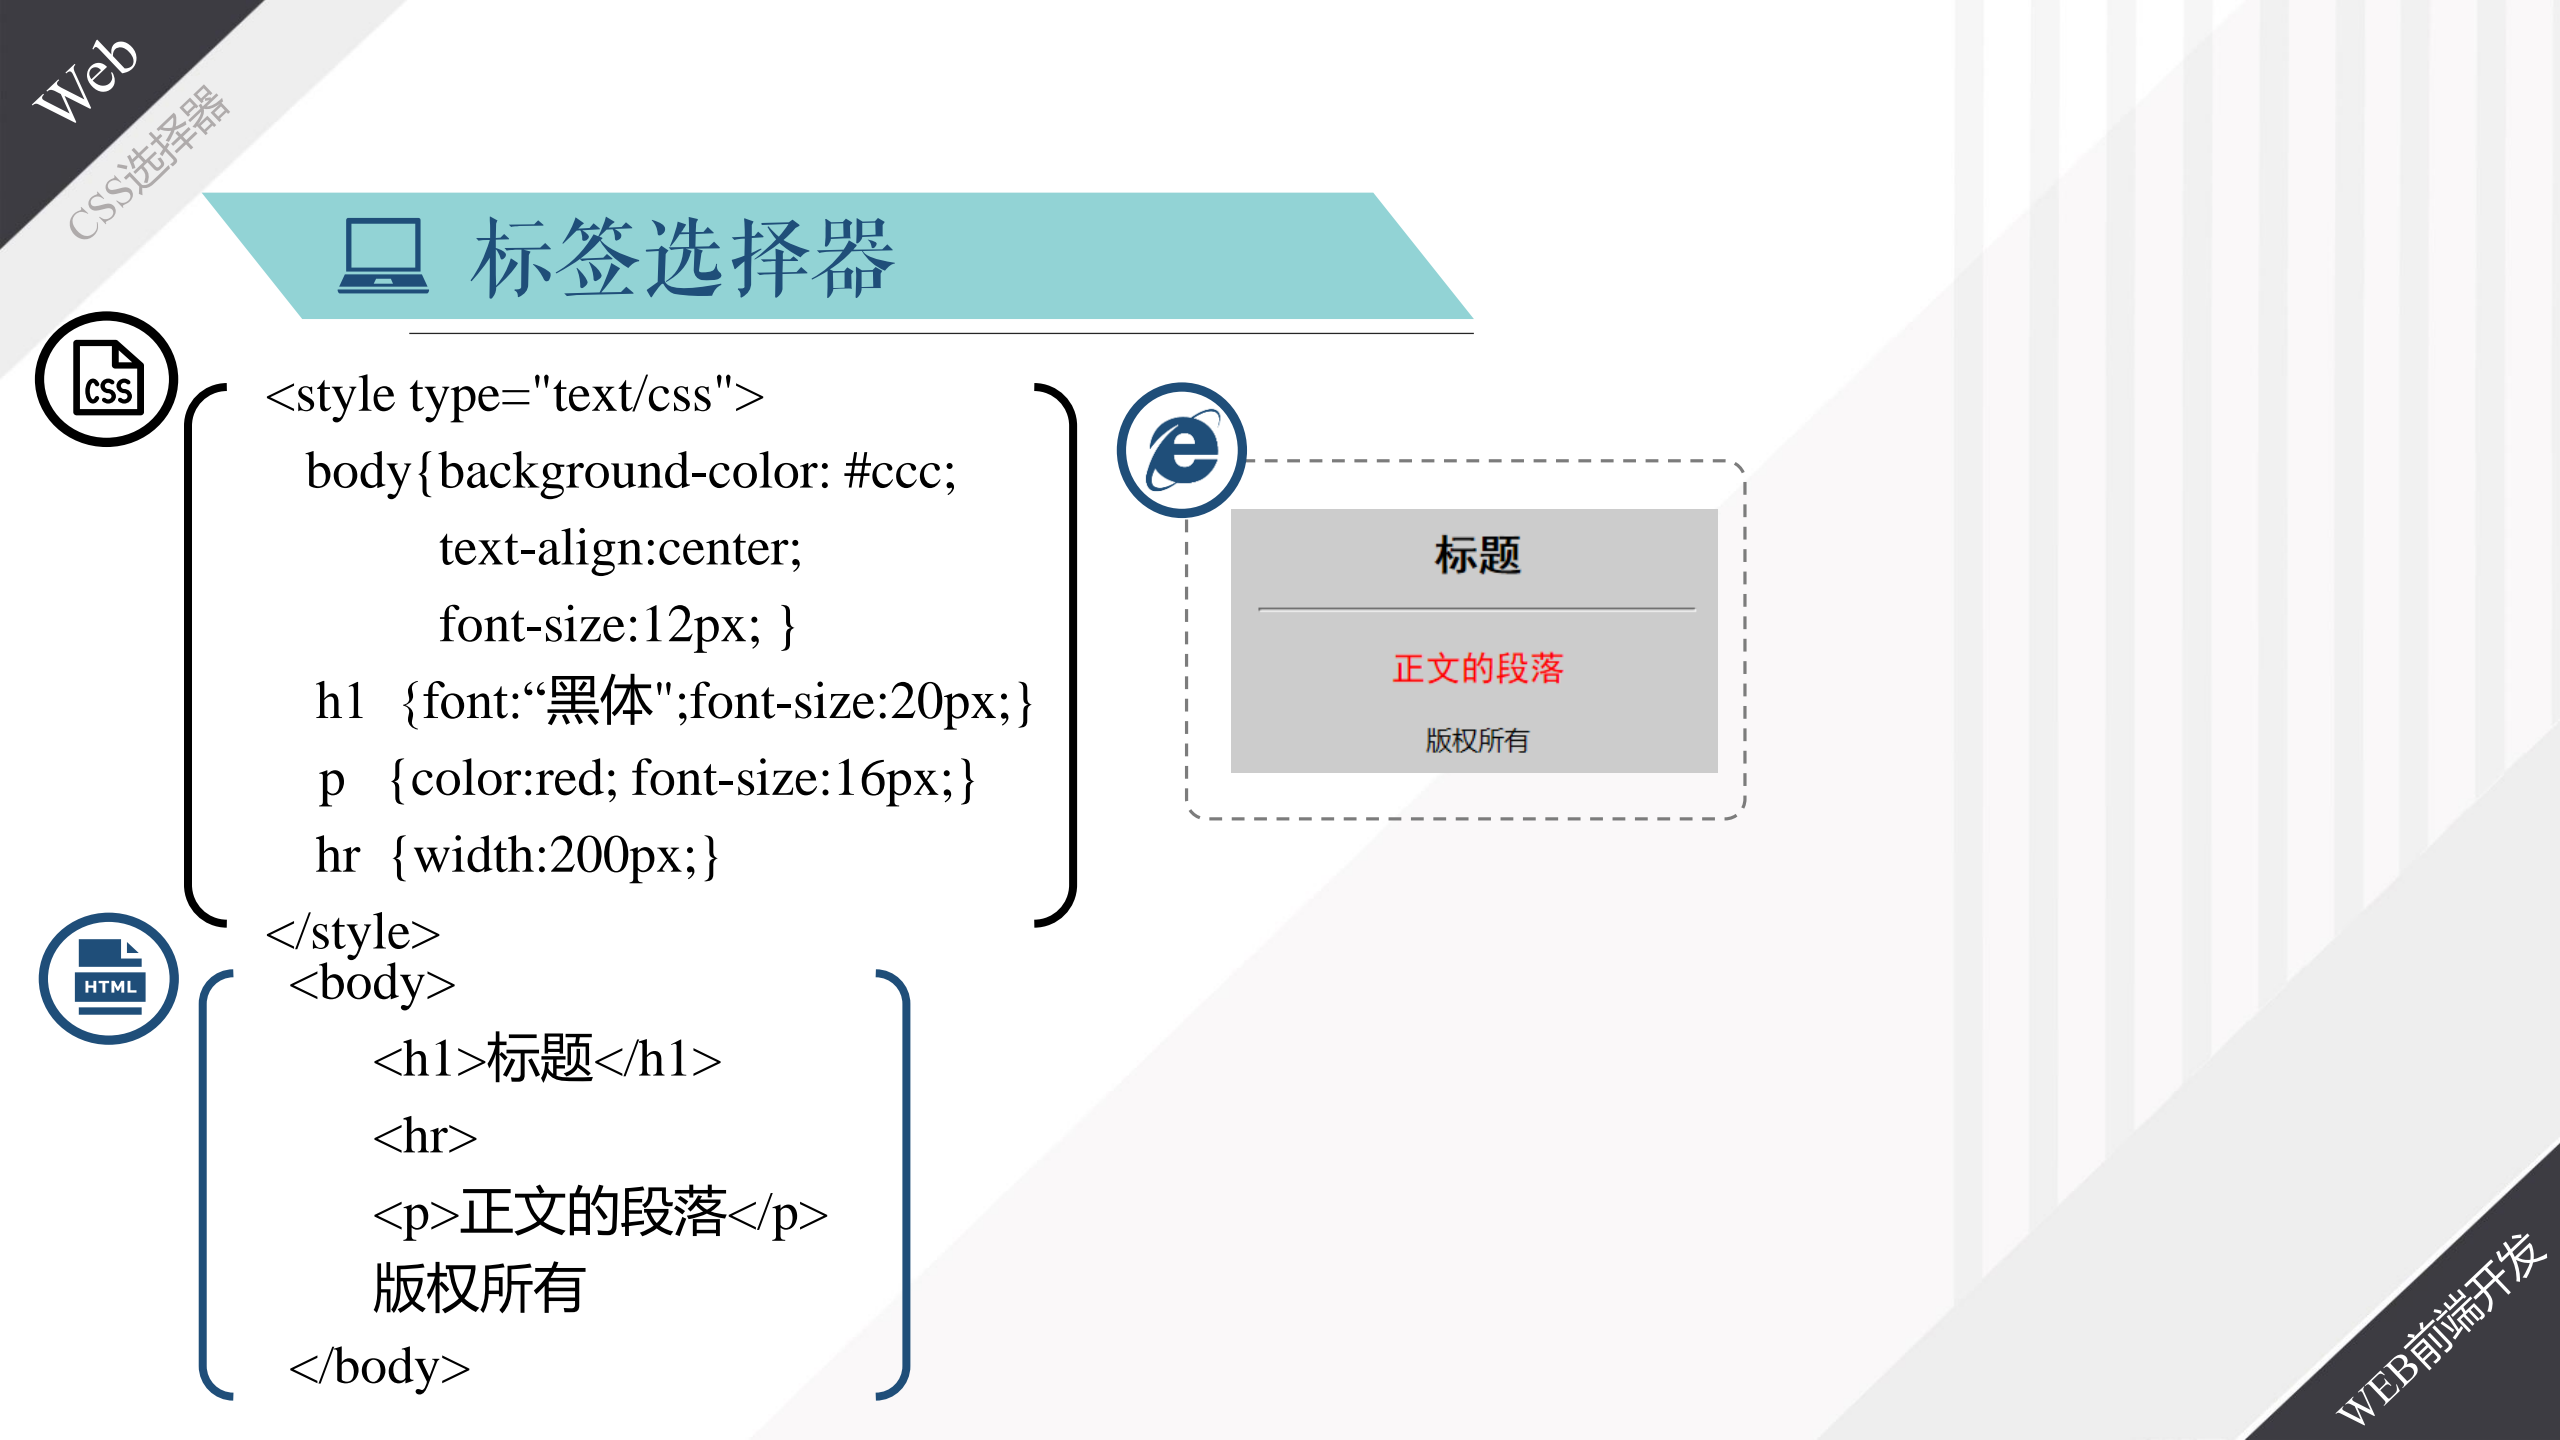 Web
CSS选择器
标签选择器
CSS
<style type="text/css">
body{background-color: #ccc;
text-align:center;
font-size:12px; }
h1 {font:“黑体";font-size:20px;}
p {color:red; font-size:16px;}
hr {width:200px;}
</style>
标题
正文的段落
版权所有
HTML
<body>
<h1>标题</h1>
<hr>
<p>正文的段落</p>
版权所有
</body>
WEB前端开发